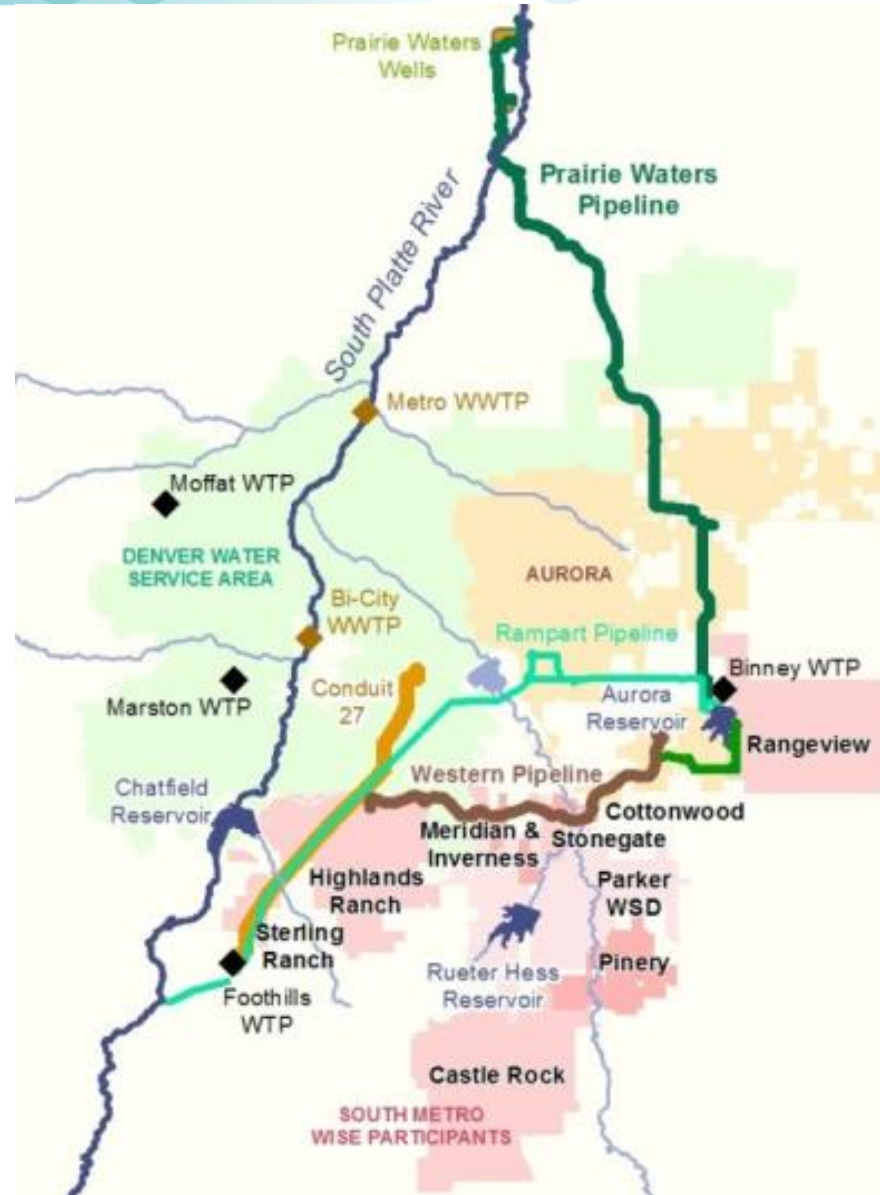 Prairie Waters
Wells
Prairie Waters
Pipeline
South Platte River
Metro WWTP
Moffat WTP
DENVER WATER
SERVICE AREA
AURORA
Bi-City
WWTP
Rampart Pipeline
Binney WTP
Conduit
27
Marston WTP
Aurora
Reservoir
Rangeview
Western Pipeline
Chatfield
Reservoir
Cottonwood
Meridian &
Inverness
Stonegate
Highlands
Ranch
Parker
WSD
Sterling
Ranch
Pinery
Rueter Hess
Reservoir
Foothills
WTP
Castle Rock
SOUTH METRO
WISE PARTICIPANTS